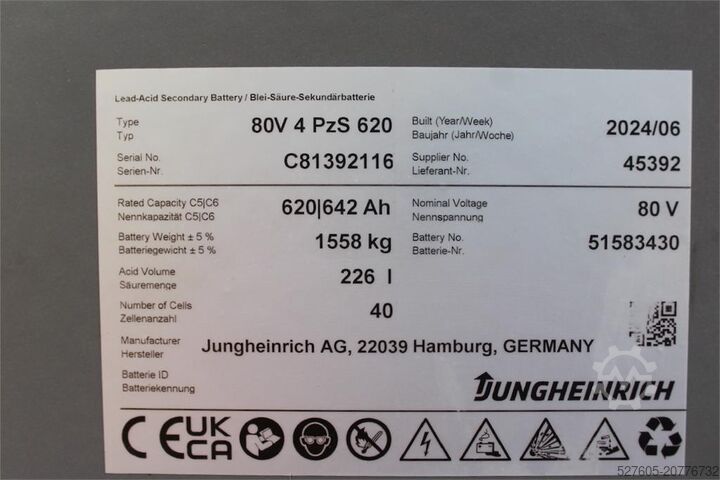 Lead-Acid Secondary Battery / Blei-Säure-Sekundärbatterie
Type
Typ
80V 4 PzS 620
Built (Year/Week)
Baujahr (Jahr/Woche)
2024/06
Serial No.
Serien-Nr.
C81392116
Supplier No.
Lieferant-Nr.
45392
Rated Capacity C5|C6
Nennkapazität C5|C6
620|642 Ah
Nominal Voltage
Nennspannung
80 V
Battery Weight ± 5 %
Batteriegewicht ± 5 %
1558 kg
Battery No.
Batterie-Nr.
51583430
Acid Volume
Säuremenge
226 l
Number of Cells
Zellenanzahl
40
Manufacturer
Hersteller
Jungheinrich AG, 22039 Hamburg, GERMANY
Batterie ID
Batteriekennung
JUNGHEINRICH
CE UK
CA
527605-20776732